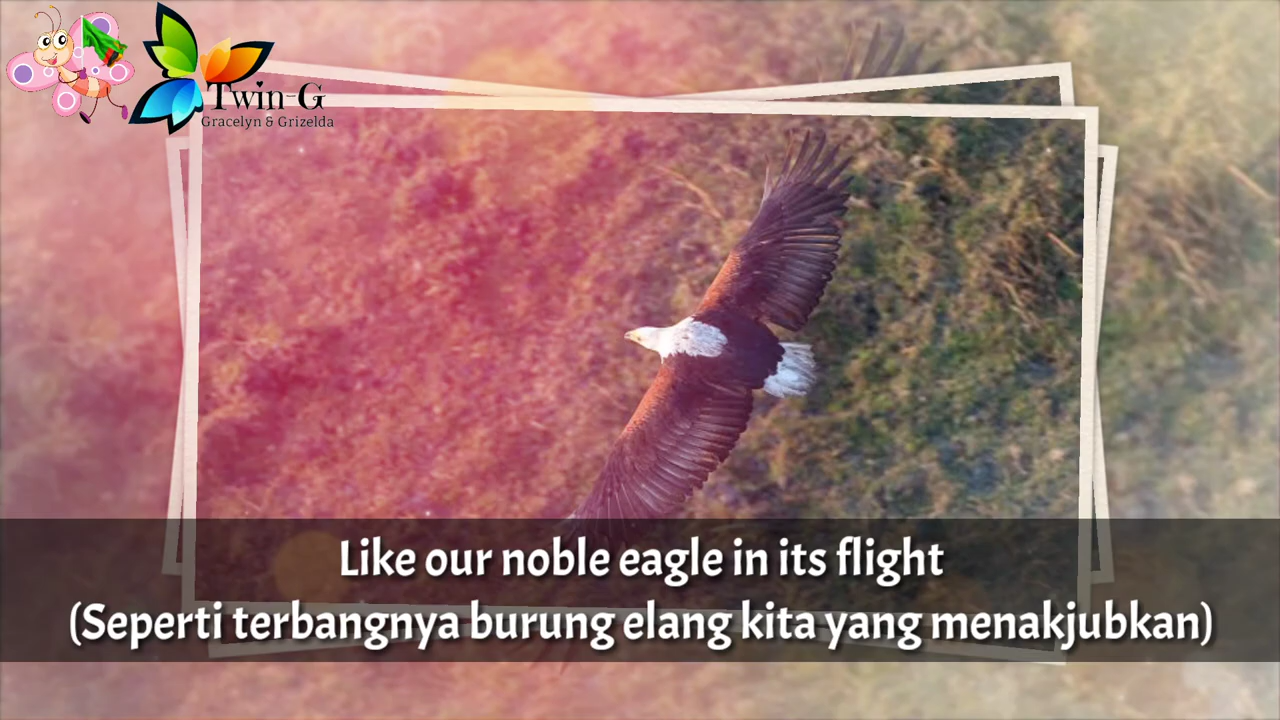 Twin-G
Gracelyn & Grizelda
Like our noble eagle in its flight
(Seperti terbangnya burung elang kita yang menakjubkan)